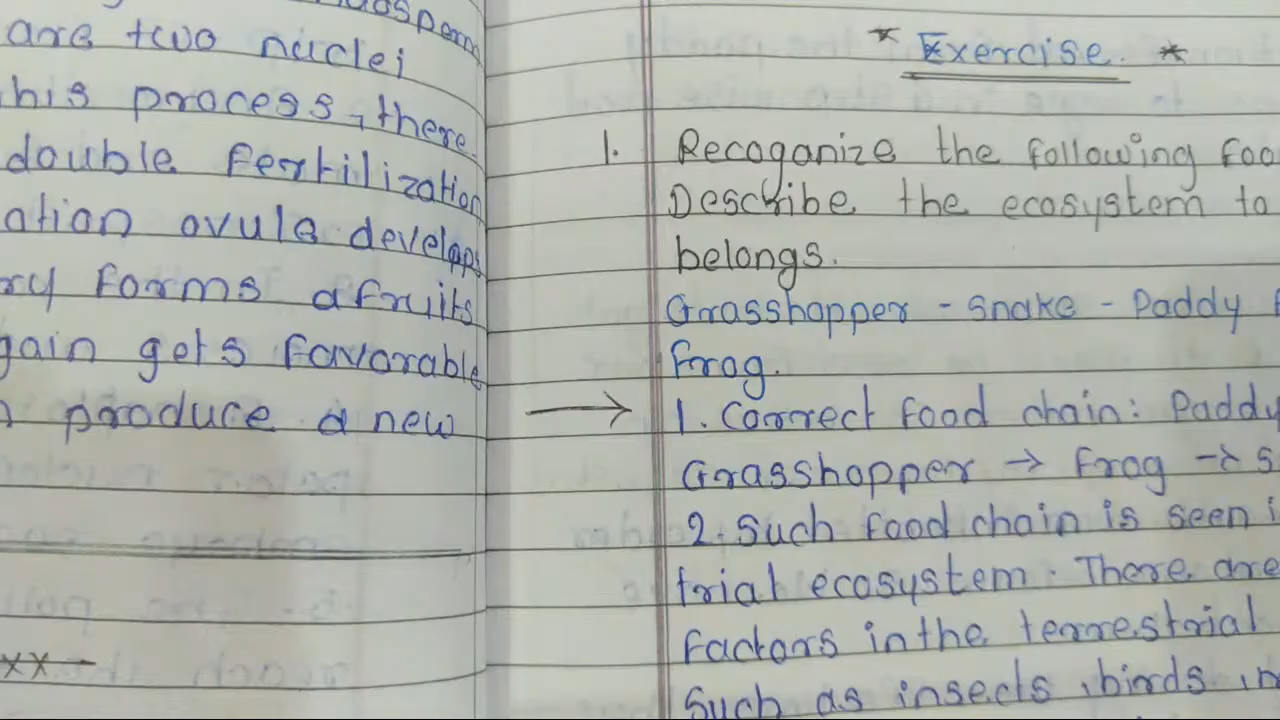 are two nuclei
his process, there
double fertilization
ation ovule develops
ry forms a fruits
gain gets favorable
produce a new
xx
* Exercise. *
1. Recoganize the following foo
Describe the ecosystem to
belongs.
Grasshopper - snake - Paddy
Frog.
1. Correct food chain: Paddy
Grasshopper → Frog → s
2. Such food chain is seen i
trial ecosystem. There are
factors in the terrestrial
Such as insects, birds, m